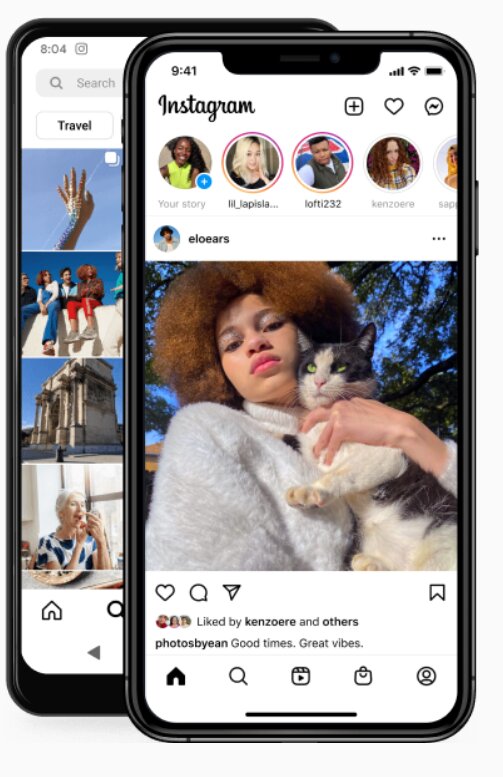 8:04
Search
Travel
9:41
Instagram
Your story
lil_lapisla...
lofti232
kenzoere
eloears
Liked by kenzoere and others
photosbyean Good times. Great vibes.